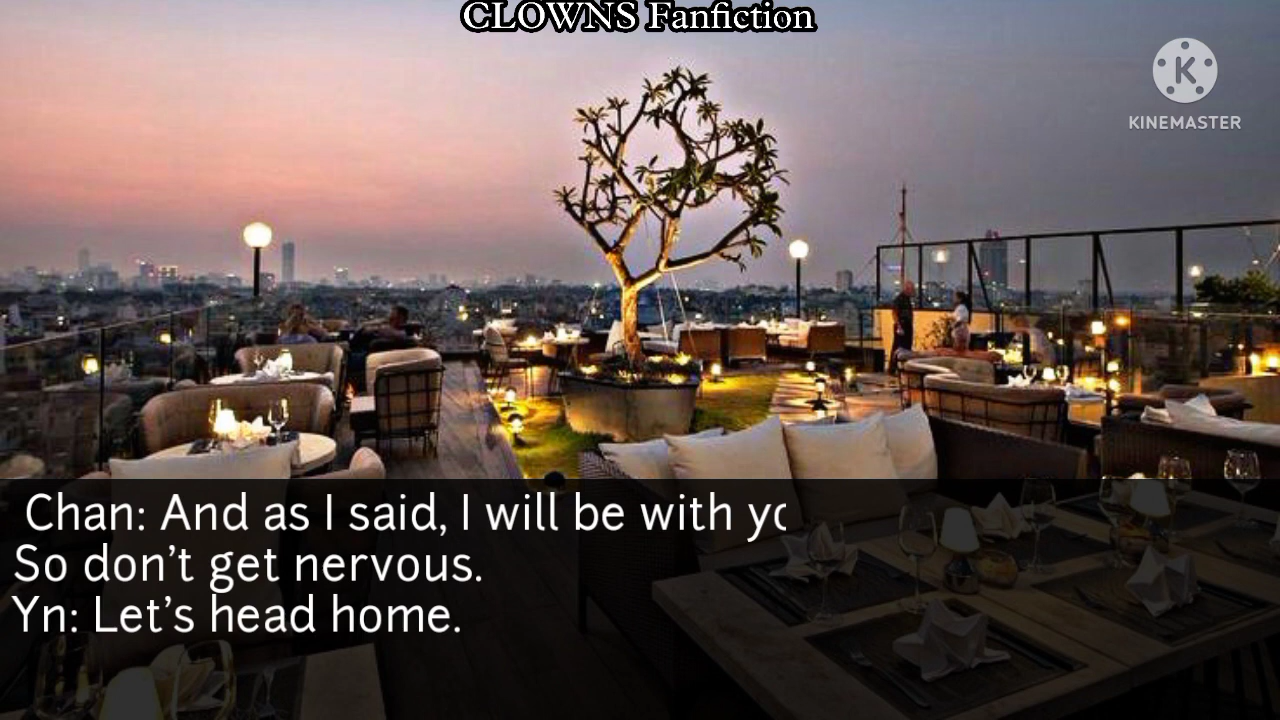 CLOWNS Fanfiction
KINEMASTER
Chan: And as I said, I will be with yo
So don't get nervous.
Yn: Let's head home.